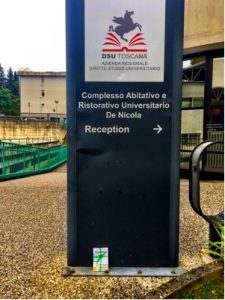 DSU TOSCANA
AZIENDA REGIONALE
DIRITTO STUDIO UNIVERSITARIO
Complesso Abitativo e
Ristorativo Universitario
De Nicola
Reception →